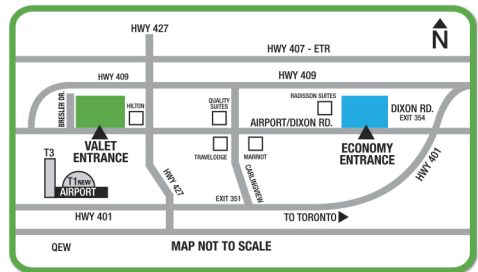 HWY 427
N
HWY 407 - ETR
HWY 409
HWY 409
BRESLER DR.
HILTON
QUALITY
SUITES
RADISSON SUITES
AIRPORT/DIXON RD.
DIXON RD.
EXIT 354
VALET
ENTRANCE
TRAVELODGE
MARRIOT
ECONOMY
ENTRANCE
T3
T1 NEW
AIRPORT
HWY 427
CARLINGVIEW
HWY 401
EXIT 351
HWY 401
TO TORONTO
QEW
MAP NOT TO SCALE